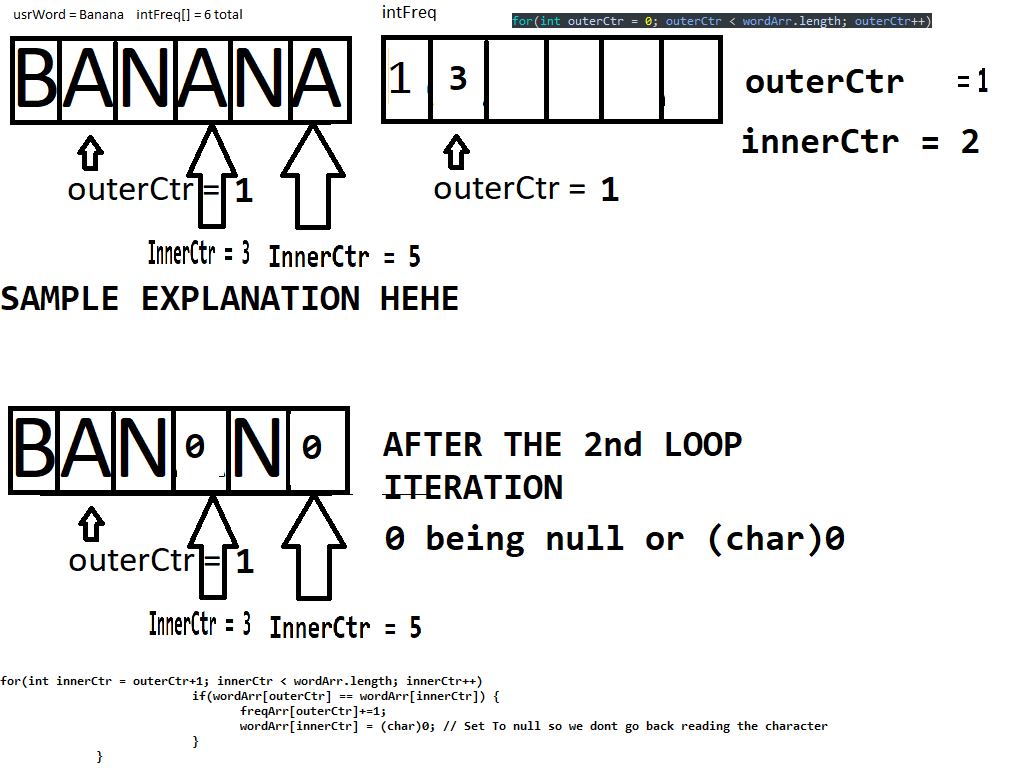 usrWord = Banana intFreq[] = 6 total
intFreq
for(int outerCtr = 0; outerCtr < wordArr.length; outerCtr++)
BANANA
1 3
outerCtr = 1
innerCtr = 2
outerCtr = 1
outerCtr = 1
InnerCtr = 3 InnerCtr = 5
SAMPLE EXPLANATION HEHE
BAN0N0
AFTER THE 2nd LOOP
ITERATION
0 being null or (char)0
outerCtr = 1
InnerCtr = 3 InnerCtr = 5
for(int innerCtr = outerCtr+1; innerCtr < wordArr.length; innerCtr++)
if(wordArr[outerCtr] == wordArr[innerCtr]) {
freqArr[outerCtr]+=1;
wordArr[innerCtr] = (char)0; // Set To null so we dont go back reading the character
}
}